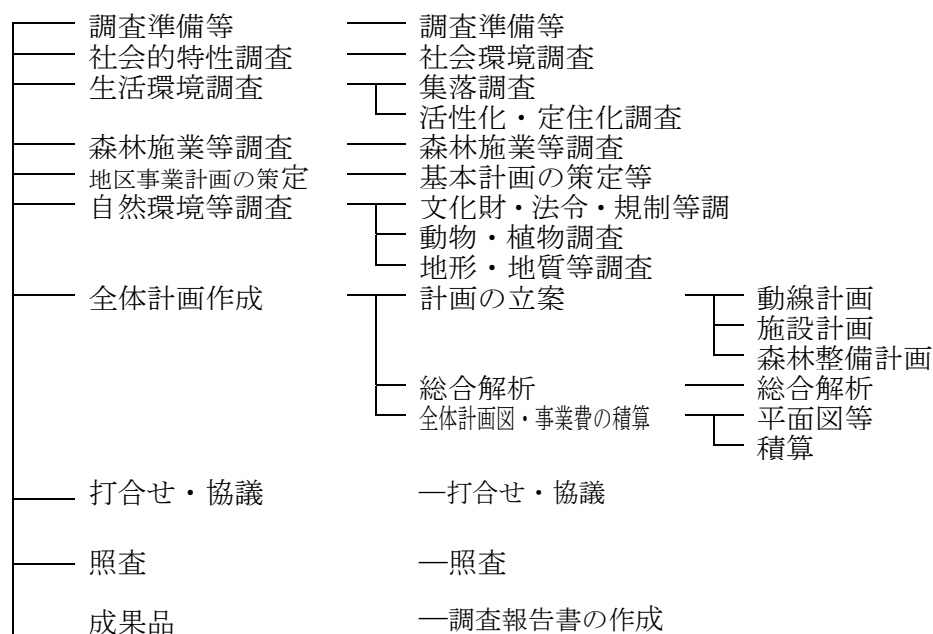 調査準備等 調査準備等
社会的特性調査 社会環境調査
生活環境調査 集落調査
活性化・定住化調査
森林施業等調査 森林施業等調査
地区事業計画の策定 基本計画の策定等
自然環境等調査 文化財・法令・規制等調
動物・植物調査
地形・地質等調査
全体計画作成 計画の立案 動線計画
施設計画
森林整備計画
総合解析 総合解析
全体計画図・事業費の積算 平面図等
積算
打合せ・協議 ―打合せ・協議
照査 ―照査
成果品 ―調査報告書の作成